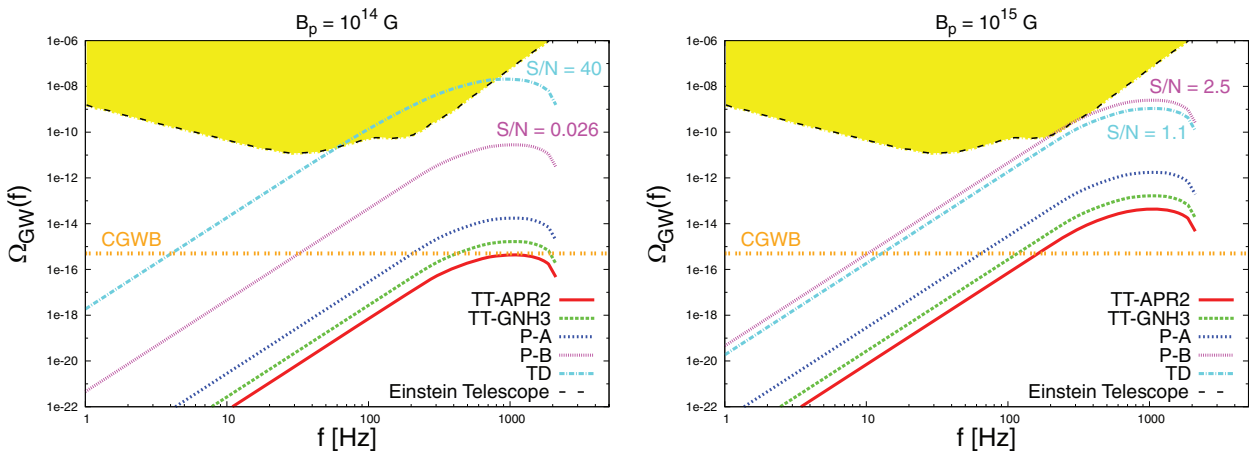 B_p = 10^14 G
Ω_GW(f)
1e-06
1e-08
1e-10
1e-12
1e-14
1e-16
1e-18
1e-20
1e-22
S/N = 40
S/N = 0.026
CGWB
TT-APR2
TT-GNH3
P-A
P-B
TD
Einstein Telescope
1 10 100 1000
f [Hz]
B_p = 10^15 G
Ω_GW(f)
1e-06
1e-08
1e-10
1e-12
1e-14
1e-16
1e-18
1e-20
1e-22
S/N = 2.5
S/N = 1.1
CGWB
TT-APR2
TT-GNH3
P-A
P-B
TD
Einstein Telescope
1 10 100 1000
f [Hz]